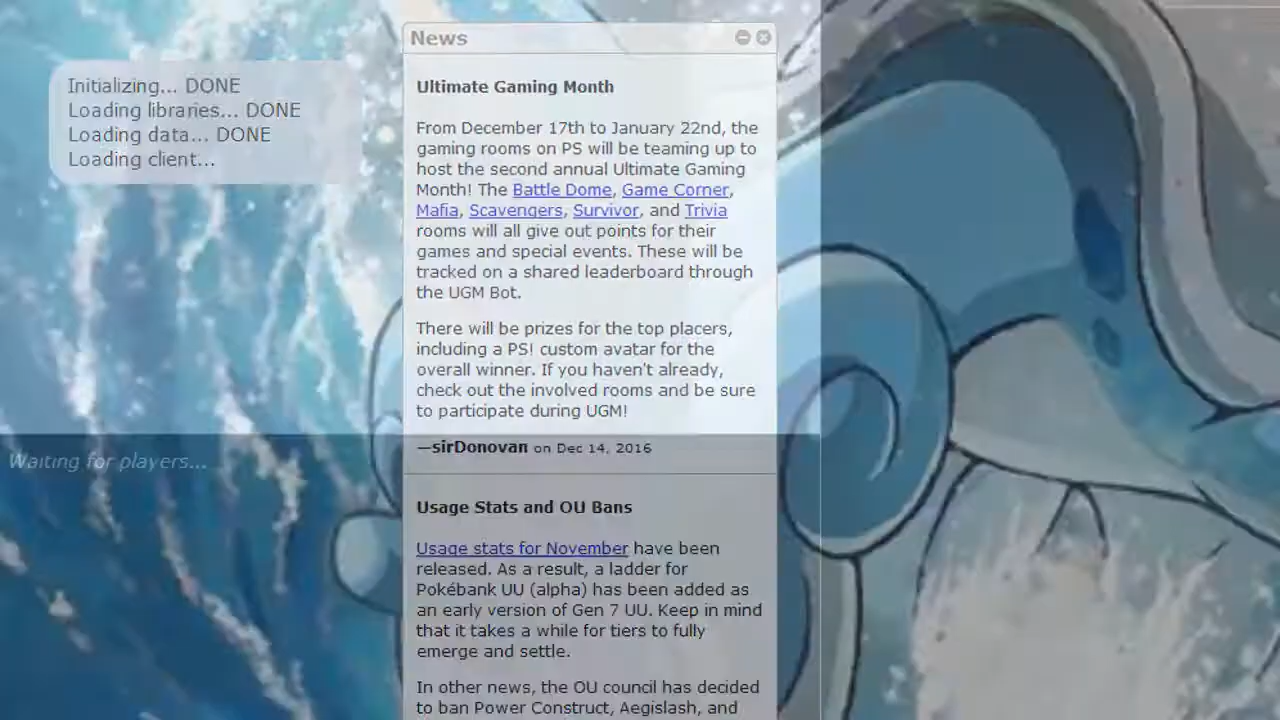 News
Initializing... DONE
Loading libraries... DONE
Loading data... DONE
Loading client...
Ultimate Gaming Month
From December 17th to January 22nd, the
gaming rooms on PS will be teaming up to
host the second annual Ultimate Gaming
Month! The Battle Dome, Game Corner,
Mafia, Scavengers, Survivor, and Trivia
rooms will all give out points for their
games and special events. These will be
tracked on a shared leaderboard through
the UGM Bot.
There will be prizes for the top placers,
including a PS! custom avatar for the
overall winner. If you haven't already,
check out the involved rooms and be sure
to participate during UGM!
—sirDonovan on Dec 14, 2016
Waiting for players...
Usage Stats and OU Bans
Usage stats for November have been
released. As a result, a ladder for
Pokébank UU (alpha) has been added as
an early version of Gen 7 UU. Keep in mind
that it takes a while for tiers to fully
emerge and settle.
In other news, the OU council has decided
to ban Power Construct, Aegislash, and